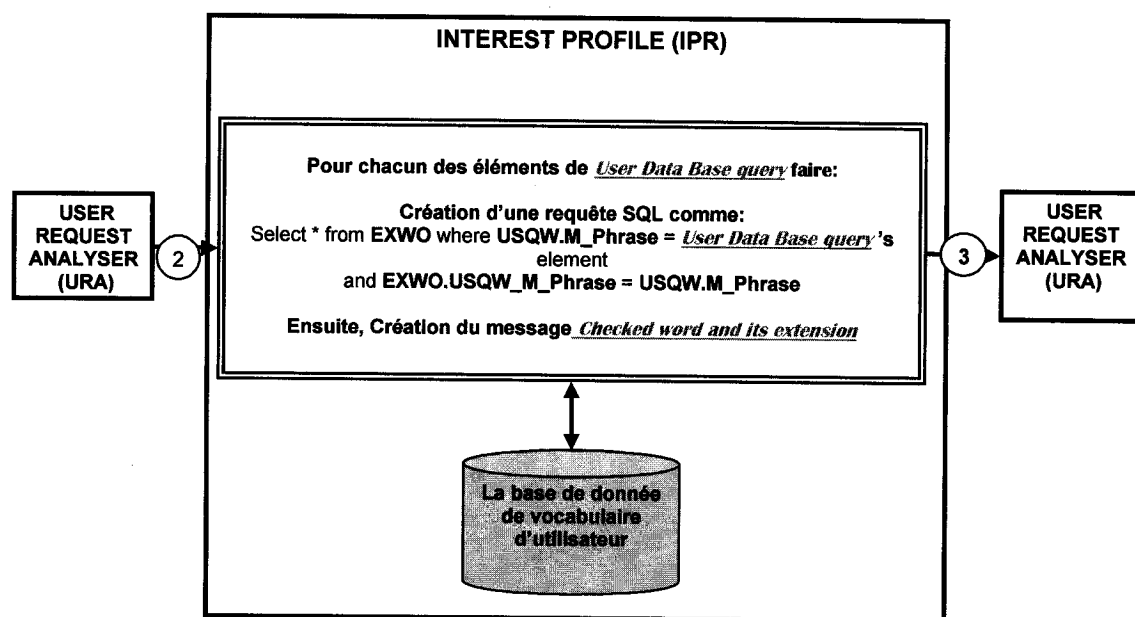 INTEREST PROFILE (IPR)
Pour chacun des éléments de User Data Base query faire:
Création d'une requête SQL comme:
Select * from EXWO where USQW.M_Phrase = User Data Base query 's
element
and EXWO.USQW_M_Phrase = USQW.M_Phrase
Ensuite, Création du message Checked word and its extension
USER
REQUEST
ANALYSER
(URA)
2
3
USER
REQUEST
ANALYSER
(URA)
La base de donnée
de vocabulaire
d'utilisateur